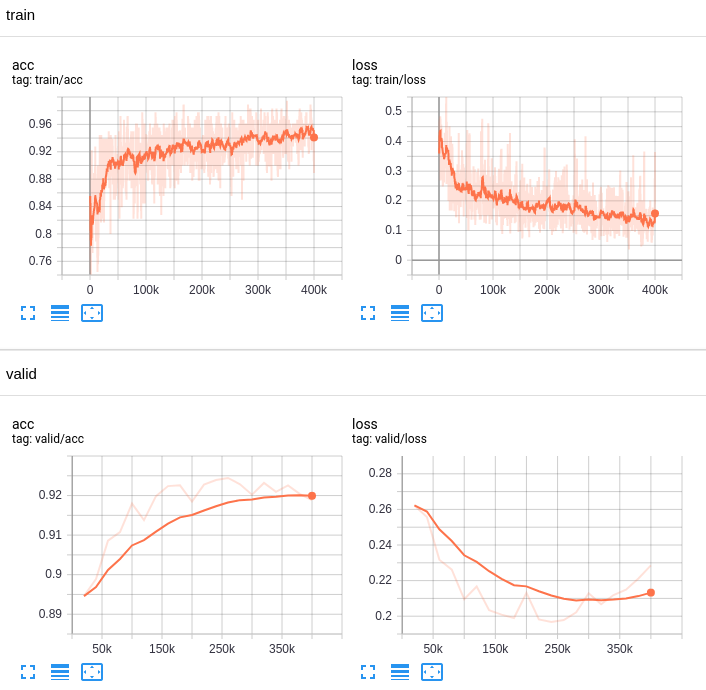 train
acc
tag: train/acc
0.96
0.92
0.88
0.84
0.8
0.76
0 100k 200k 300k 400k
loss
tag: train/loss
0.5
0.4
0.3
0.2
0.1
0
0 100k 200k 300k 400k
valid
acc
tag: valid/acc
0.92
0.91
0.9
0.89
50k 150k 250k 350k
loss
tag: valid/loss
0.28
0.26
0.24
0.22
0.2
50k 150k 250k 350k